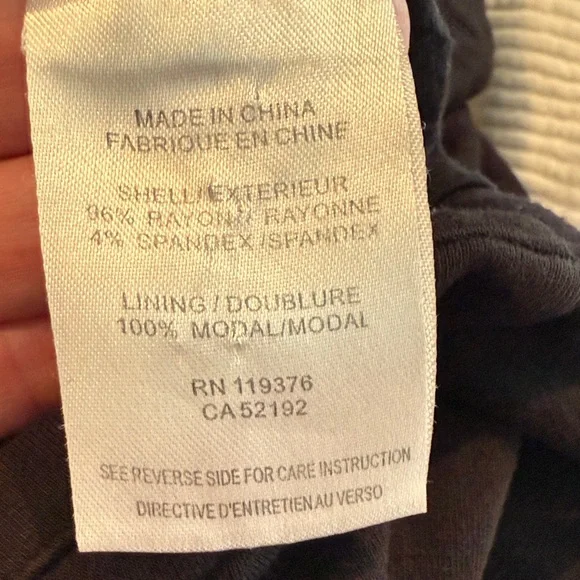 MADE IN CHINA
FABRIQUE EN CHINE
SHELL/EXTERIEUR
96% RAYON/ RAYONNE
4% SPANDEX/SPANDEX
LINING/DOUBLURE
100% MODAL/MODAL
RN 119376
CA 52192
SEE REVERSE SIDE FOR CARE INSTRUCTION
DIRECTIVE D'ENTRETIEN AU VERSO